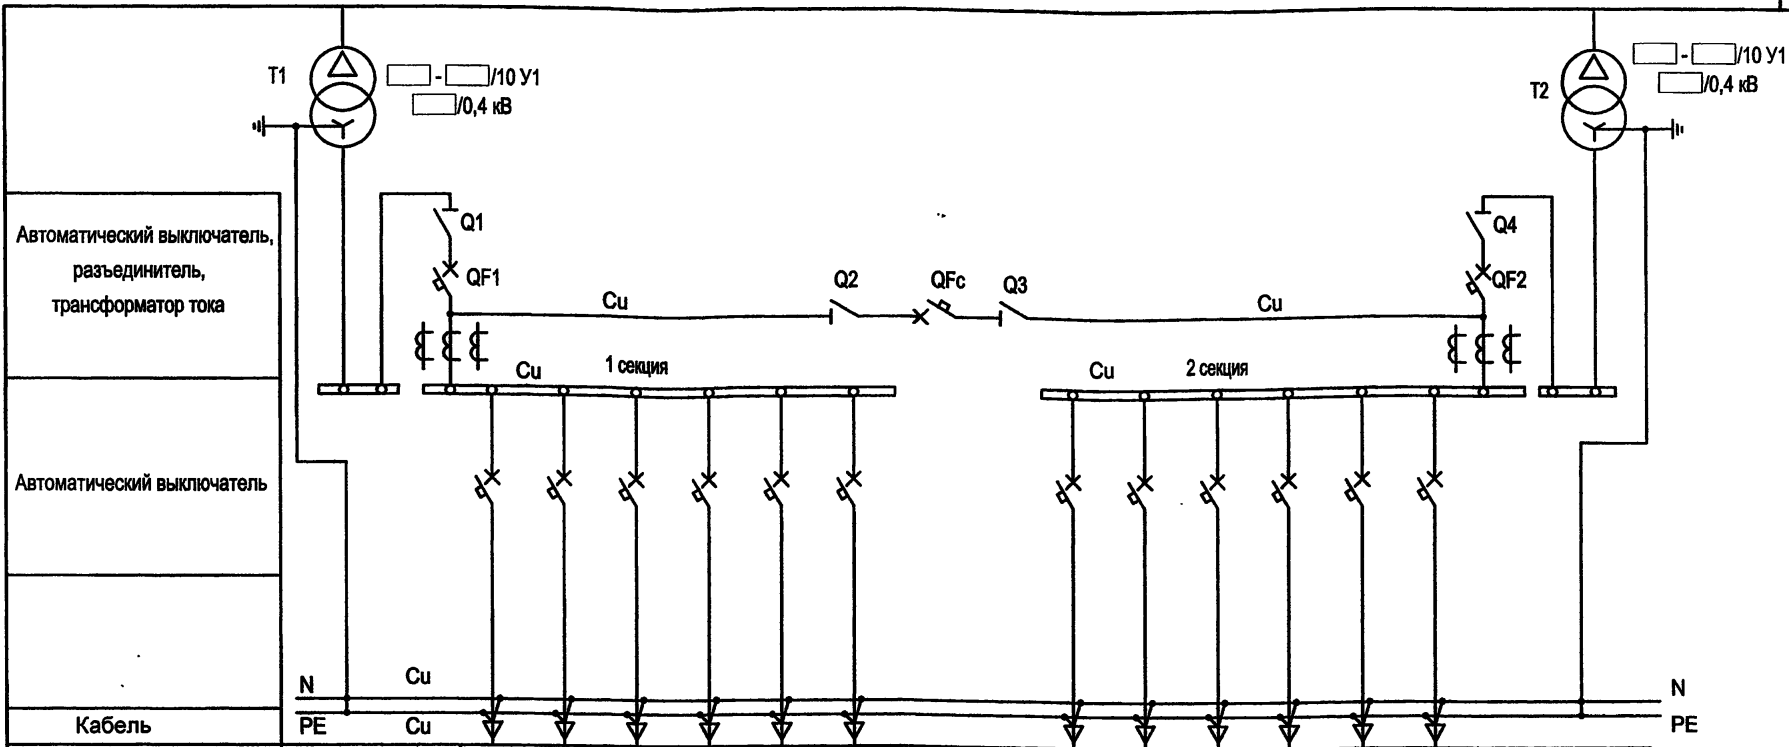 T1
- /10 У1
/0,4 кВ
T2
- /10 У1
/0,4 кВ
Автоматический выключатель,
разъединитель,
трансформатор тока
Q1
QF1
Cu
Q2
QFc
Q3
Cu
Q4
QF2
Cu
1 секция
Cu
2 секция
Автоматический выключатель
N
Cu
N
Кабель
PE
Cu
PE